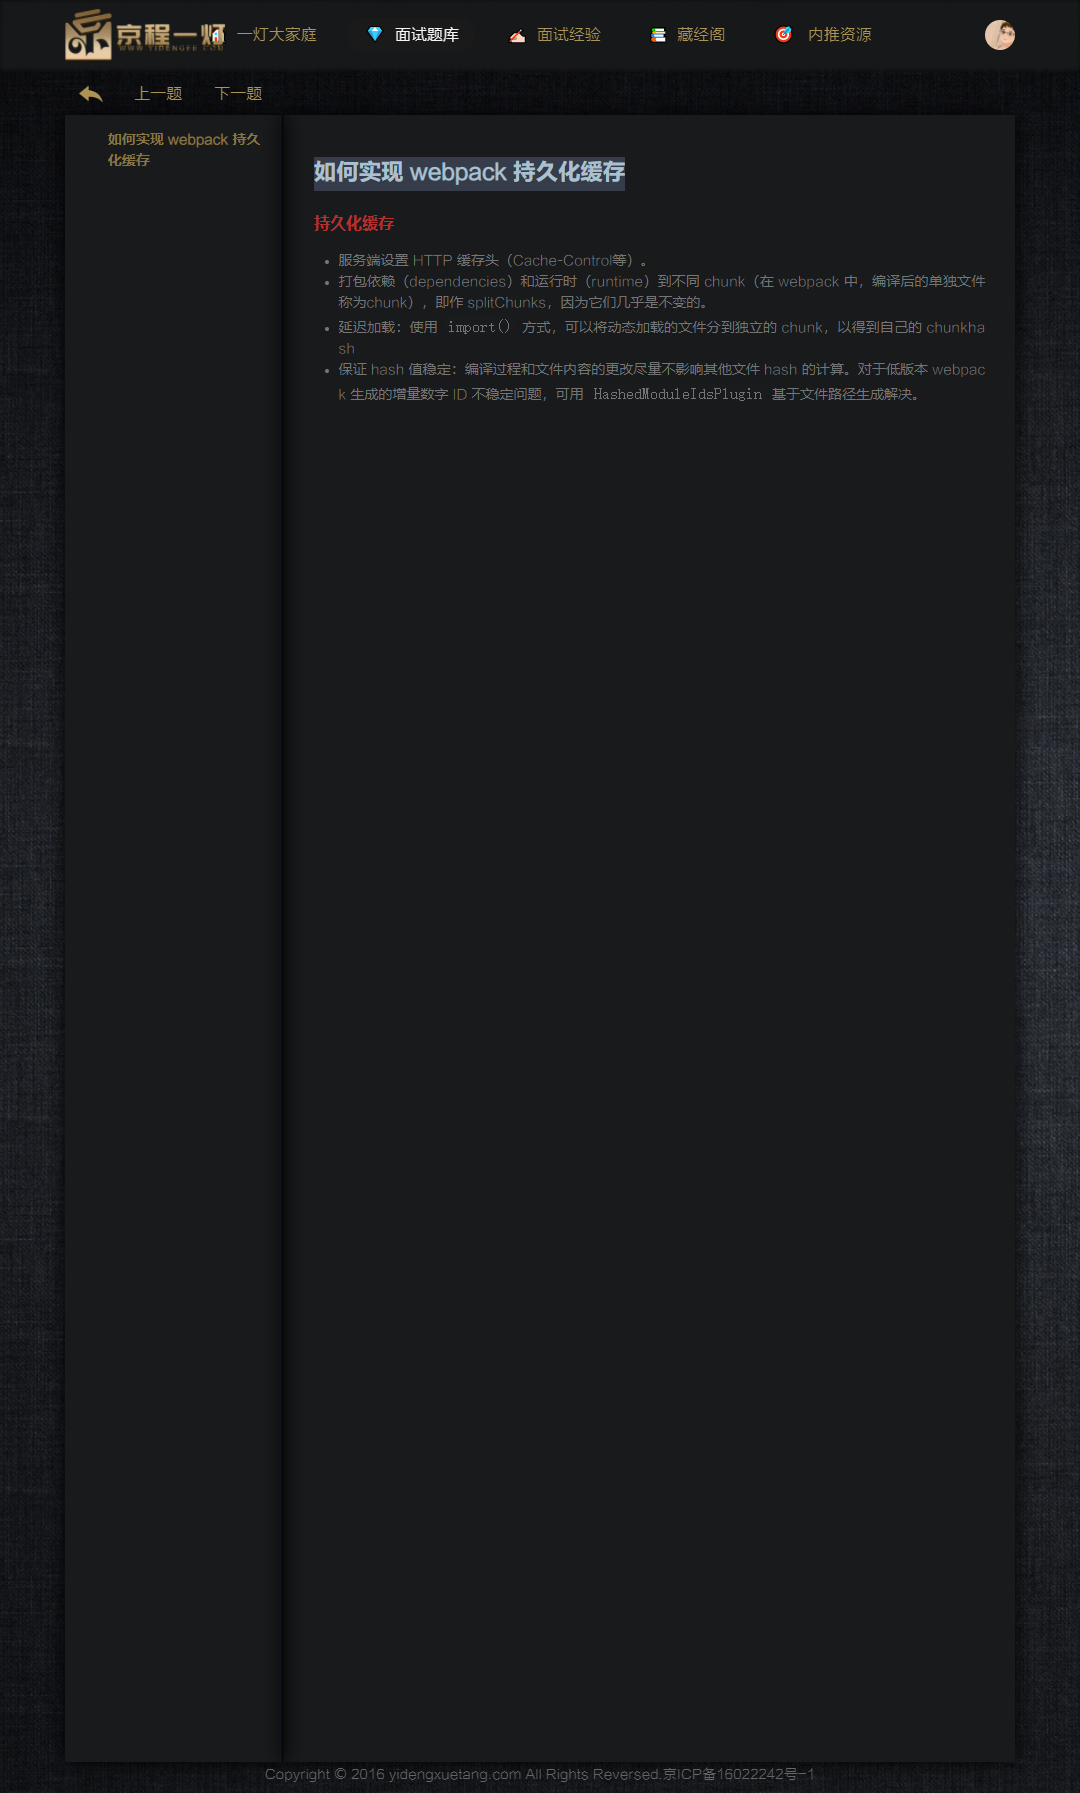 京程一灯
WWW.YIDENGFE.COM
一灯大家庭
面试题库
面试经验
藏经阁
内推资源
上一题
下一题
如何实现 webpack 持久
化缓存
如何实现 webpack 持久化缓存
持久化缓存
服务端设置 HTTP 缓存头（Cache-Control等）。
打包依赖（dependencies）和运行时（runtime）到不同 chunk（在 webpack 中，编译后的单独文件
称为chunk），即作 splitChunks，因为它们几乎是不变的。
延迟加载：使用 import() 方式，可以将动态加载的文件分到独立的 chunk，以得到自己的 chunkha
sh
保证 hash 值稳定：编译过程和文件内容的更改尽量不影响其他文件 hash 的计算。对于低版本 webpac
k 生成的增量数字 ID 不稳定问题，可用 HashedModuleIdsPlugin 基于文件路径生成解决。
Copyright © 2016 yidengxuetang.com All Rights Reversed.京ICP备16022242号-1